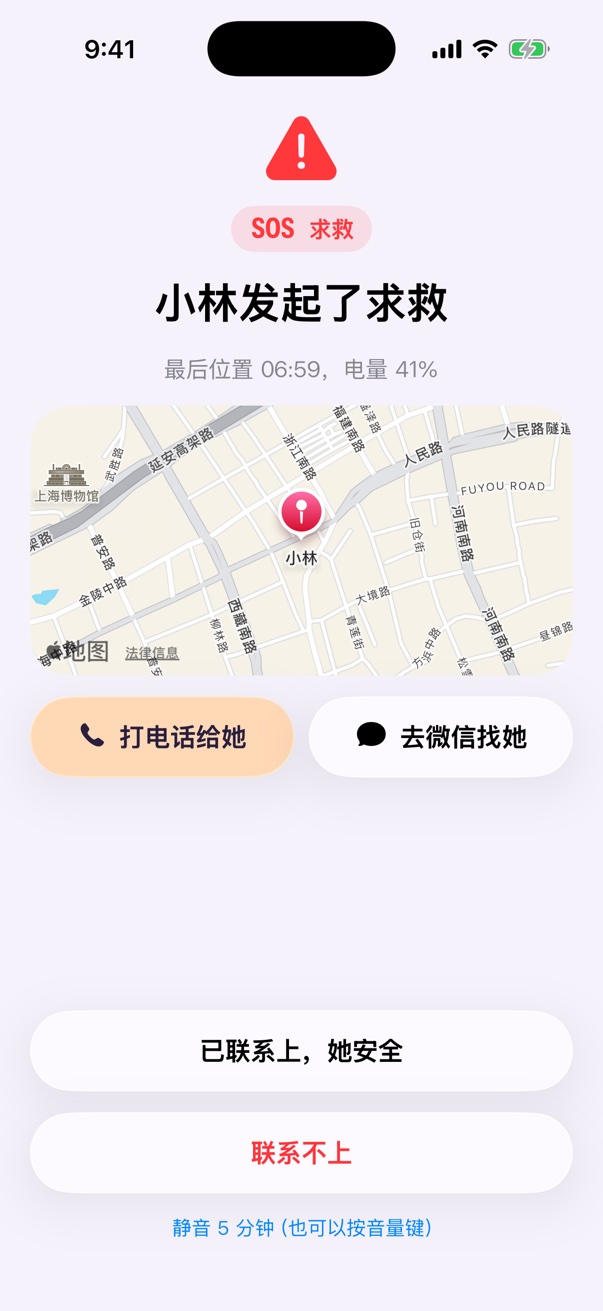 9:41
SOS 求救
小林发起了求救
最后位置 06:59，电量 41%
福建南路
浙江南路
人民路
人民路隧道
武胜路
延安高架路
上海博物馆
FUYOU ROAD
旧仓街
河南南路
小林
普安路
金陵中路
大境路
西藏南路
柳林路
青莲街
河南南路
昼锦路
方浜中路
地图
法律信息
打电话给她
去微信找她
已联系上，她安全
联系不上
静音 5 分钟 (也可以按音量键)